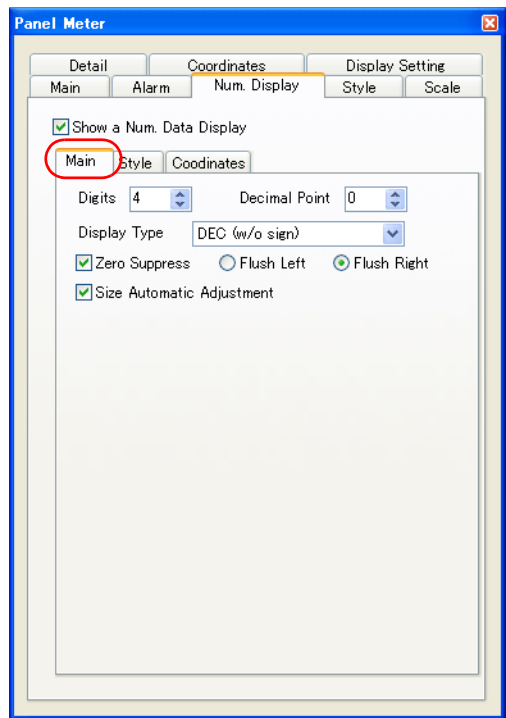 Panel Meter
Detail Coordinates Display Setting
Main Alarm Num. Display Style Scale
Show a Num. Data Display
Main Style Coodinates
Digits 4 Decimal Point 0
Display Type DEC (w/o sign)
Zero Suppress Flush Left Flush Right
Size Automatic Adjustment